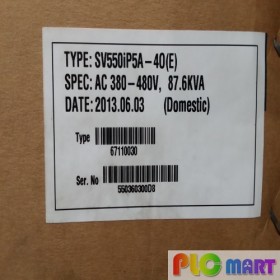 TYPE: SV550iP5A-4O(E)
SPEC: AC 380-480V, 87.6KVA
DATE: 2013.06.03 (Domestic)
Type
67110030
Ser. No
550360300D8
PLC MART